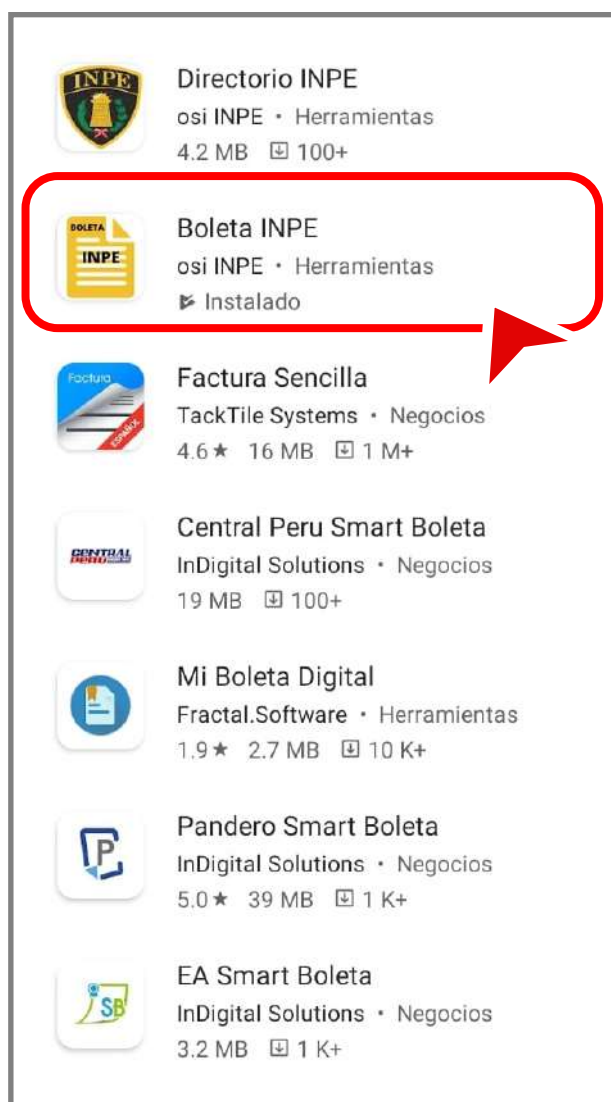 INPE
Directorio INPE
osi INPE • Herramientas
4.2 MB 100+
BOLETA
INPE
Boleta INPE
osi INPE • Herramientas
Instalado
Factura
ESPAÑOL
Factura Sencilla
TackTile Systems • Negocios
4.6★ 16 MB 1 M+
CENTRAL
PERU
Central Peru Smart Boleta
InDigital Solutions • Negocios
19 MB 100+
Mi Boleta Digital
Fractal.Software • Herramientas
1.9★ 2.7 MB 10 K+
P
Pandero Smart Boleta
InDigital Solutions • Negocios
5.0★ 39 MB 1 K+
SB
EA Smart Boleta
InDigital Solutions • Negocios
3.2 MB 1 K+